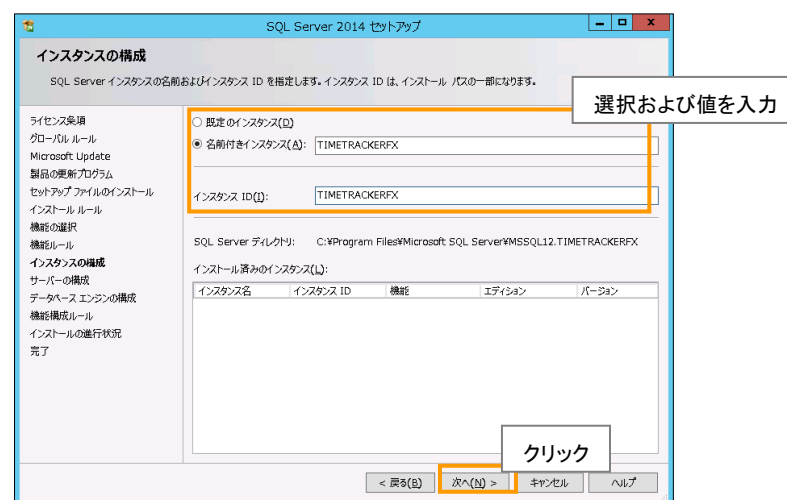 SQL Server 2014 セットアップ
インスタンスの構成
SQL Server インスタンスの名前およびインスタンス ID を指定します。インスタンス ID は、インストール パスの一部になります。
選択および値を入力
ライセンス条項
グローバル ルール
Microsoft Update
製品の更新プログラム
セットアップ ファイルのインストール
インストール ルール
機能の選択
機能ルール
インスタンスの構成
サーバーの構成
データベース エンジンの構成
機能構成ルール
インストールの進行状況
完了
既定のインスタンス(D)
名前付きインスタンス(A): TIMETRACKERFX
インスタンス ID(I): TIMETRACKERFX
SQL Server ディレクトリ: C:¥Program Files¥Microsoft SQL Server¥MSSQL12.TIMETRACKERFX
インストール済みのインスタンス(L):
インスタンス名 インスタンス ID 機能 エディション バージョン
クリック
< 戻る(B) 次へ(N) > キャンセル ヘルプ